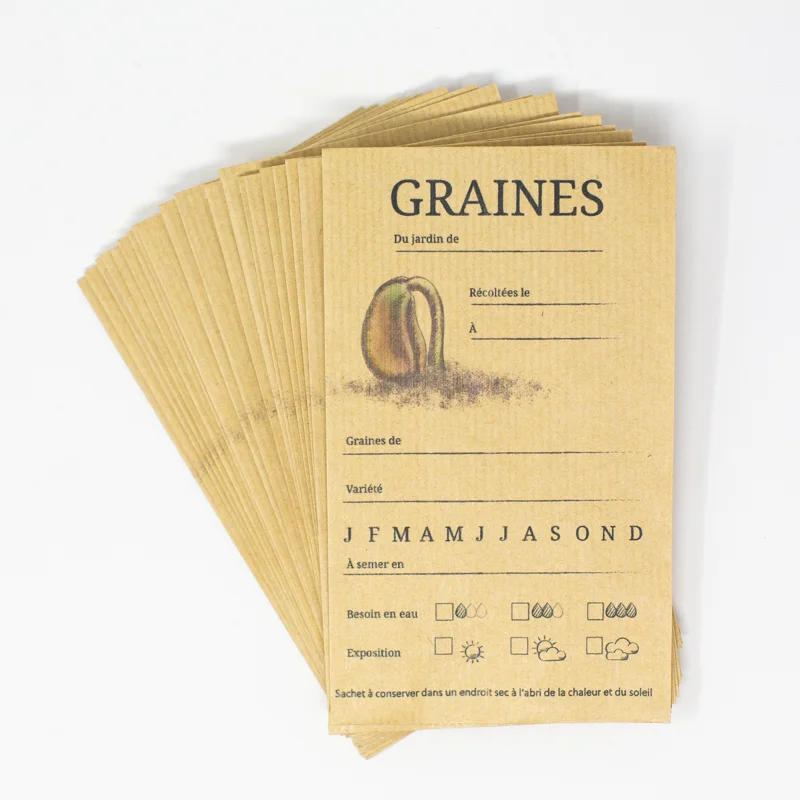 GRAINES
Du jardin de
Récoltées le
À
Graines de
Variété
J F M A M J J A S O N D
À semer en
Besoin en eau
Exposition
Sachet à conserver dans un endroit sec à l'abri de la chaleur et du soleil